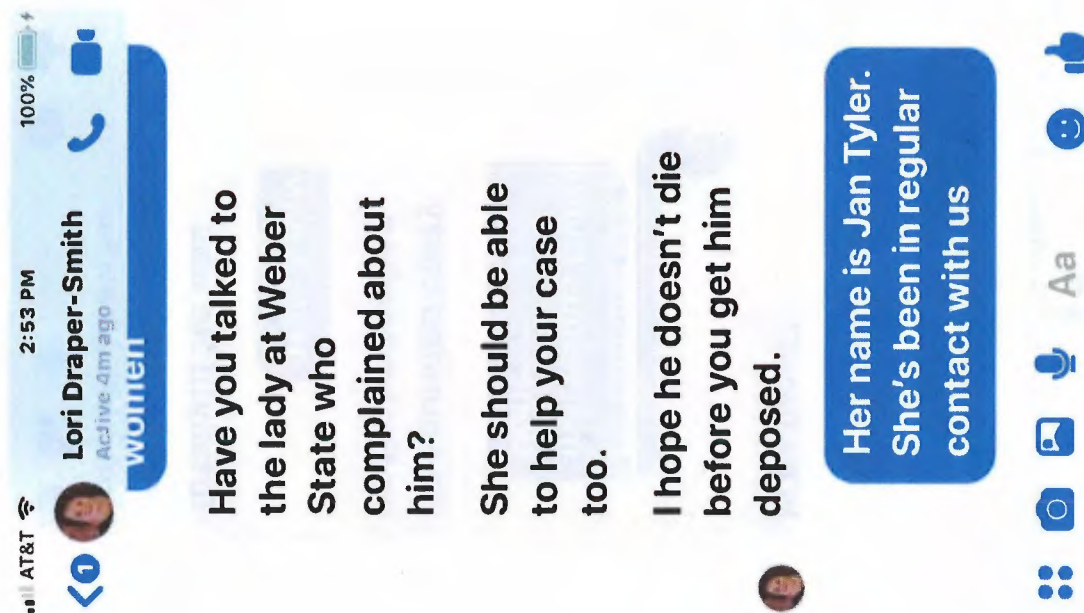 AT&T 2:53 PM 100%
1 Lori Draper-Smith
Active 4m ago
women
Have you talked to
the lady at Weber
State who
complained about
him?
She should be able
to help your case
too.
I hope he doesn't die
before you get him
deposed.
Her name is Jan Tyler.
She's been in regular
contact with us
Aa